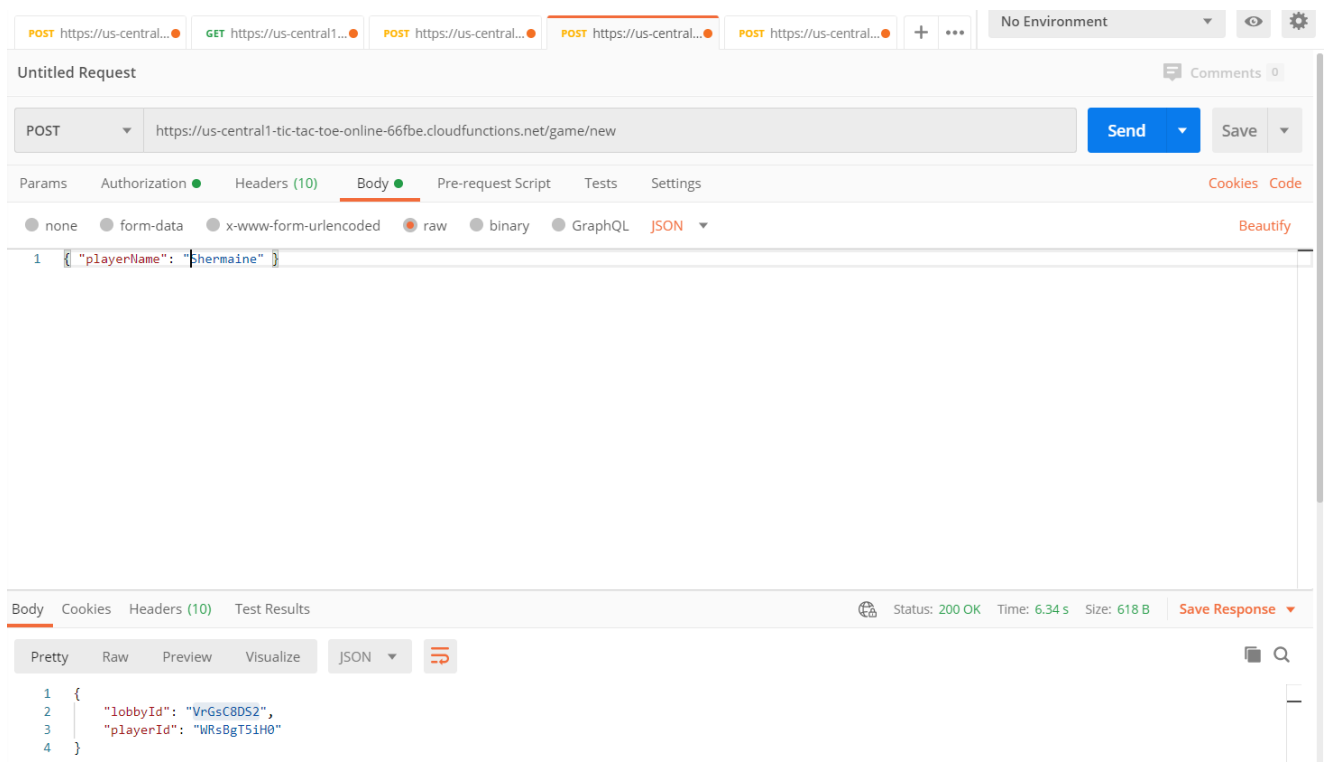 POST https://us-central... GET https://us-central1... POST https://us-central... POST https://us-central... POST https://us-central... + ••• No Environment
Untitled Request Comments 0
POST https://us-central1-tic-tac-toe-online-66fbe.cloudfunctions.net/game/new Send Save
Params Authorization Headers (10) Body Pre-request Script Tests Settings Cookies Code
none form-data x-www-form-urlencoded raw binary GraphQL JSON Beautify
1 { "playerName": "Shermaine" }
Body Cookies Headers (10) Test Results Status: 200 OK Time: 6.34 s Size: 618 B Save Response
Pretty Raw Preview Visualize JSON
1 {
2 "lobbyId": "VrGsC8DS2",
3 "playerId": "WRsBgT5iH0"
4 }